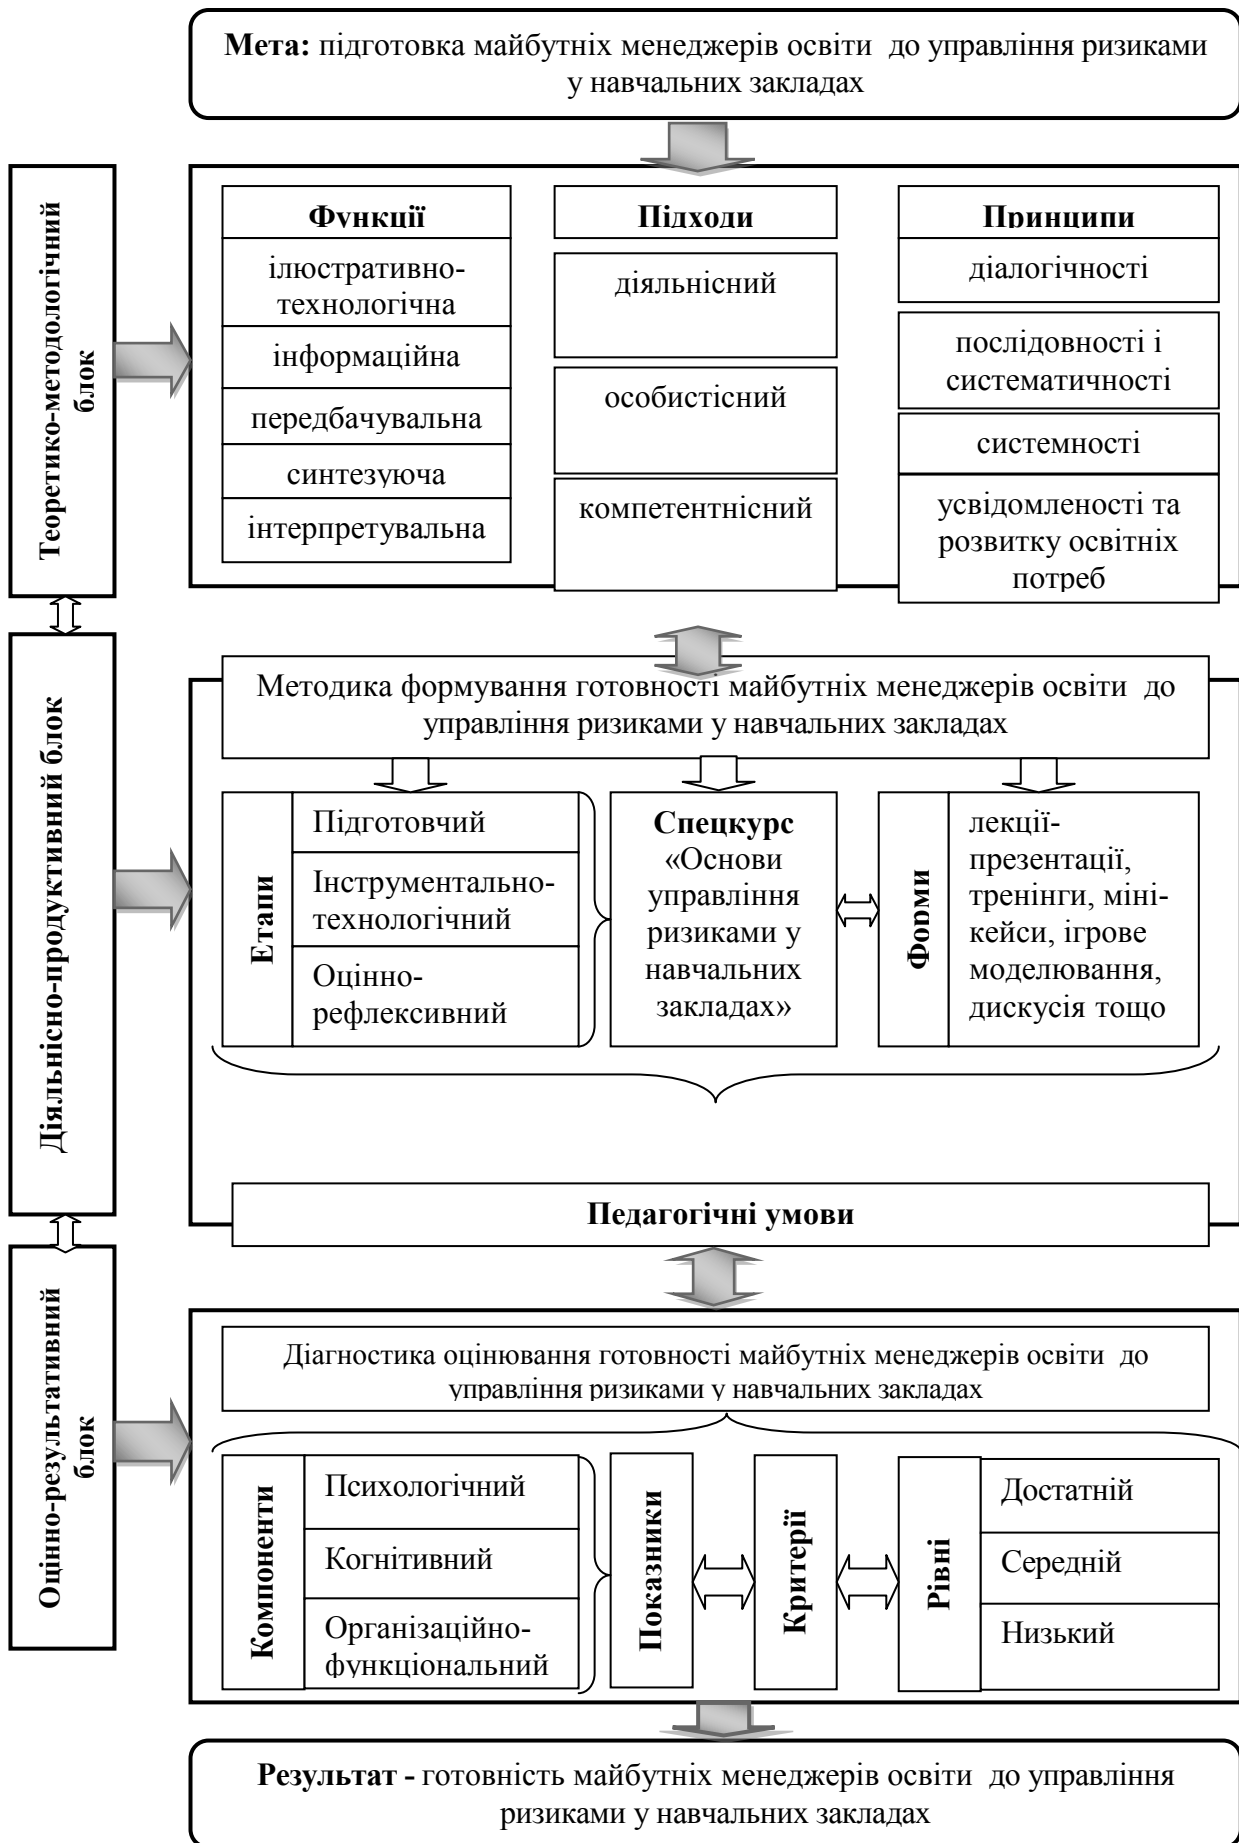 Мета: підготовка майбутніх менеджерів освіти до управління ризиками
у навчальних закладах
Теоретико-методологічний
блок
Функції
ілюстративно-
технологічна
інформаційна
передбачувальна
синтезуюча
інтерпретувальна
Підходи
діяльнісний
особистісний
компетентнісний
Принципи
діалогічності
послідовності і
систематичності
системності
усвідомленості та
розвитку освітніх
потреб
Діяльнісно-продуктивний блок
Методика формування готовності майбутніх менеджерів освіти до
управління ризиками у навчальних закладах
Етапи
Підготовчий
Інструментально-
технологічний
Оцінно-
рефлексивний
Спецкурс
«Основи
управління
ризиками у
навчальних
закладах»
Форми
лекції-
презентації,
тренінги, міні-
кейси, ігрове
моделювання,
дискусія тощо
Педагогічні умови
Оцінно-результативний
блок
Діагностика оцінювання готовності майбутніх менеджерів освіти до
управління ризиками у навчальних закладах
Компоненти
Психологічний
Когнітивний
Організаційно-
функціональний
Показники
Критерії
Рівні
Достатній
Середній
Низький
Результат - готовність майбутніх менеджерів освіти до управління
ризиками у навчальних закладах